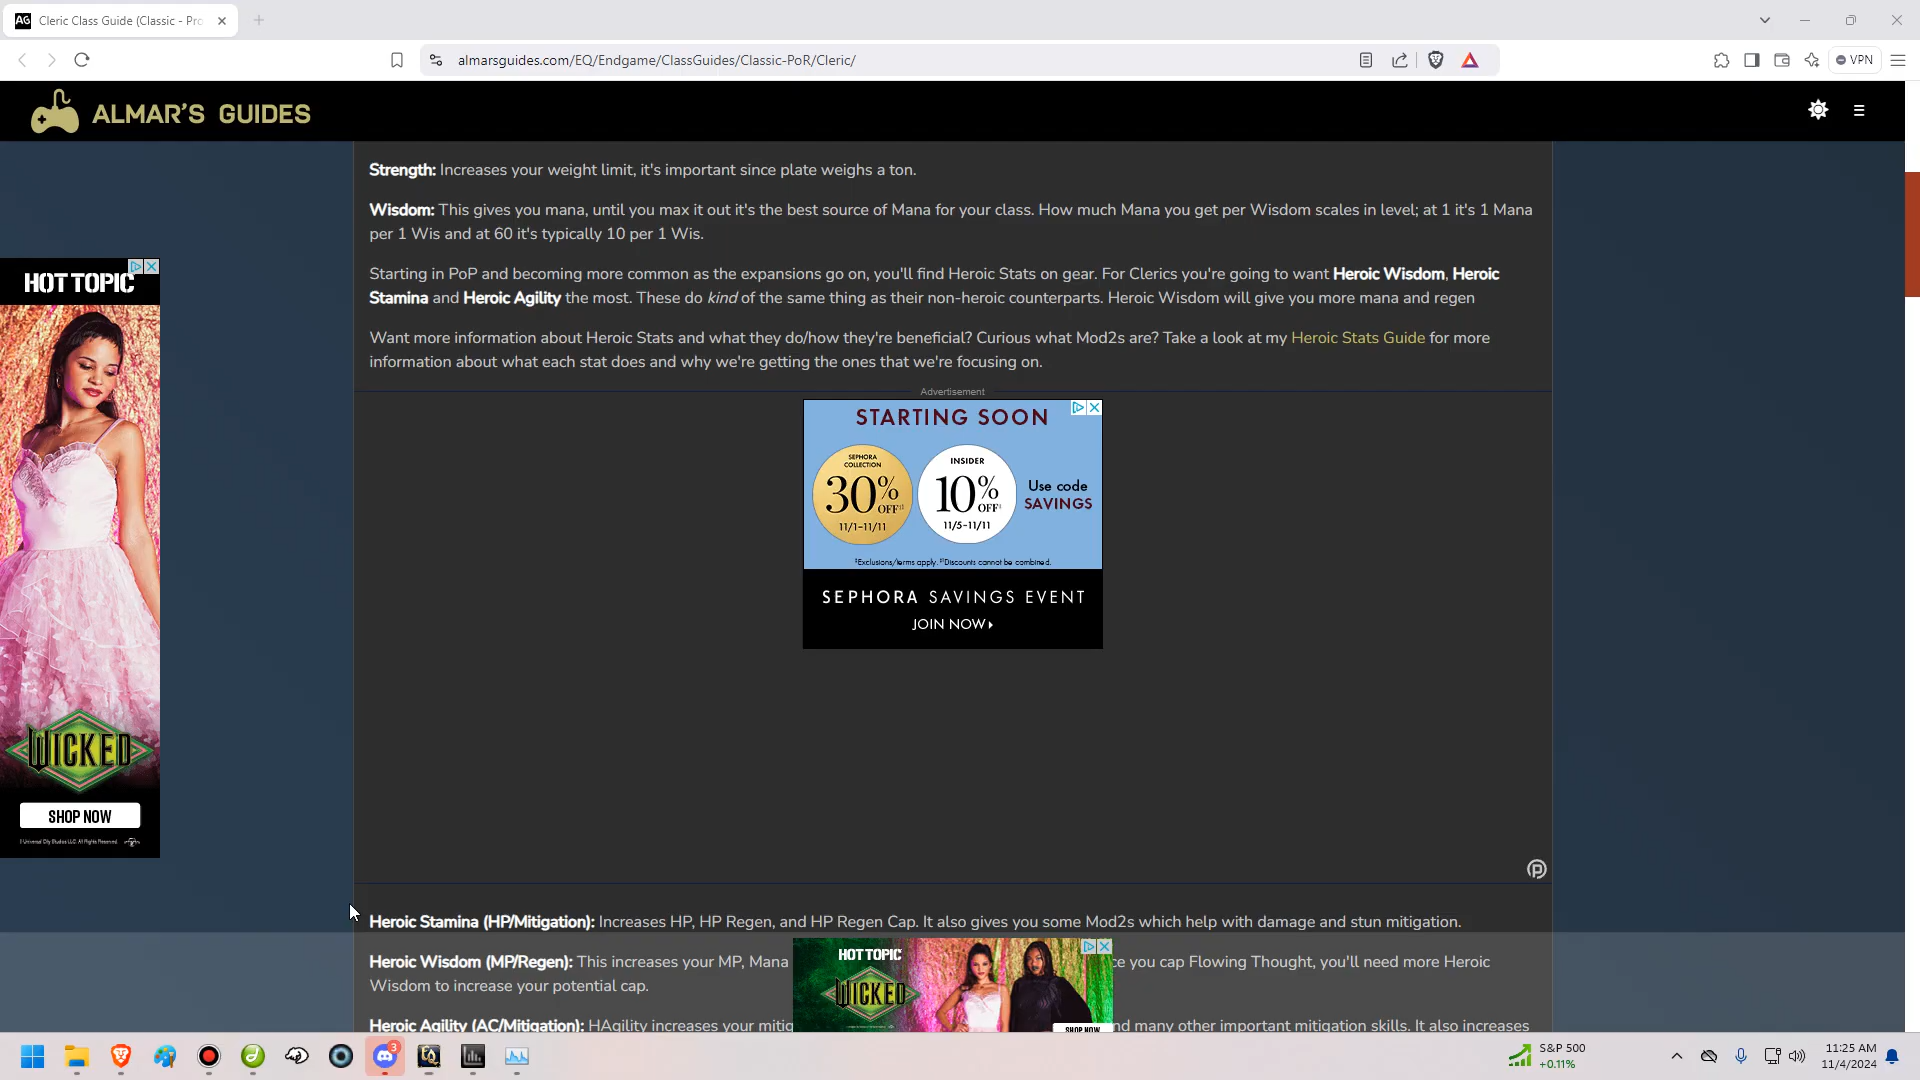 Cleric Class Guide (Classic - Pro
almarsguides.com/EQ/Endgame/ClassGuides/Classic-PoR/Cleric/
VPN
ALMAR'S GUIDES
Strength: Increases your weight limit, it's important since plate weighs a ton.
Wisdom: This gives you mana, until you max it out it's the best source of Mana for your class. How much Mana you get per Wisdom scales in level; at 1 it's 1 Mana
per 1 Wis and at 60 it's typically 10 per 1 Wis.
Starting in PoP and becoming more common as the expansions go on, you'll find Heroic Stats on gear. For Clerics you're going to want Heroic Wisdom, Heroic
Stamina and Heroic Agility the most. These do kind of the same thing as their non-heroic counterparts. Heroic Wisdom will give you more mana and regen
Want more information about Heroic Stats and what they do/how they're beneficial? Curious what Mod2s are? Take a look at my Heroic Stats Guide for more
information about what each stat does and why we're getting the ones that we're focusing on.
Advertisement
STARTING SOON
SEPHORA
COLLECTION
30% OFF
11/1-11/11
INSIDER
10% OFF
11/5-11/11
Use code
SAVINGS
Exclusions/terms apply. Discounts cannot be combined.
SEPHORA SAVINGS EVENT
JOIN NOW
HOT TOPIC
WICKED
SHOP NOW
Heroic Stamina (HP/Mitigation): Increases HP, HP Regen, and HP Regen Cap. It also gives you some Mod2s which help with damage and stun mitigation.
Heroic Wisdom (MP/Regen): This increases your MP, Mana ce you cap Flowing Thought, you'll need more Heroic
Wisdom to increase your potential cap.
Heroic Agility (AC/Mitigation): HAgility increases your mitig nd many other important mitigation skills. It also increases
HOT TOPIC
WICKED
SHOP NOW
3
S&P 500
+0.11%
11:25 AM
11/4/2024